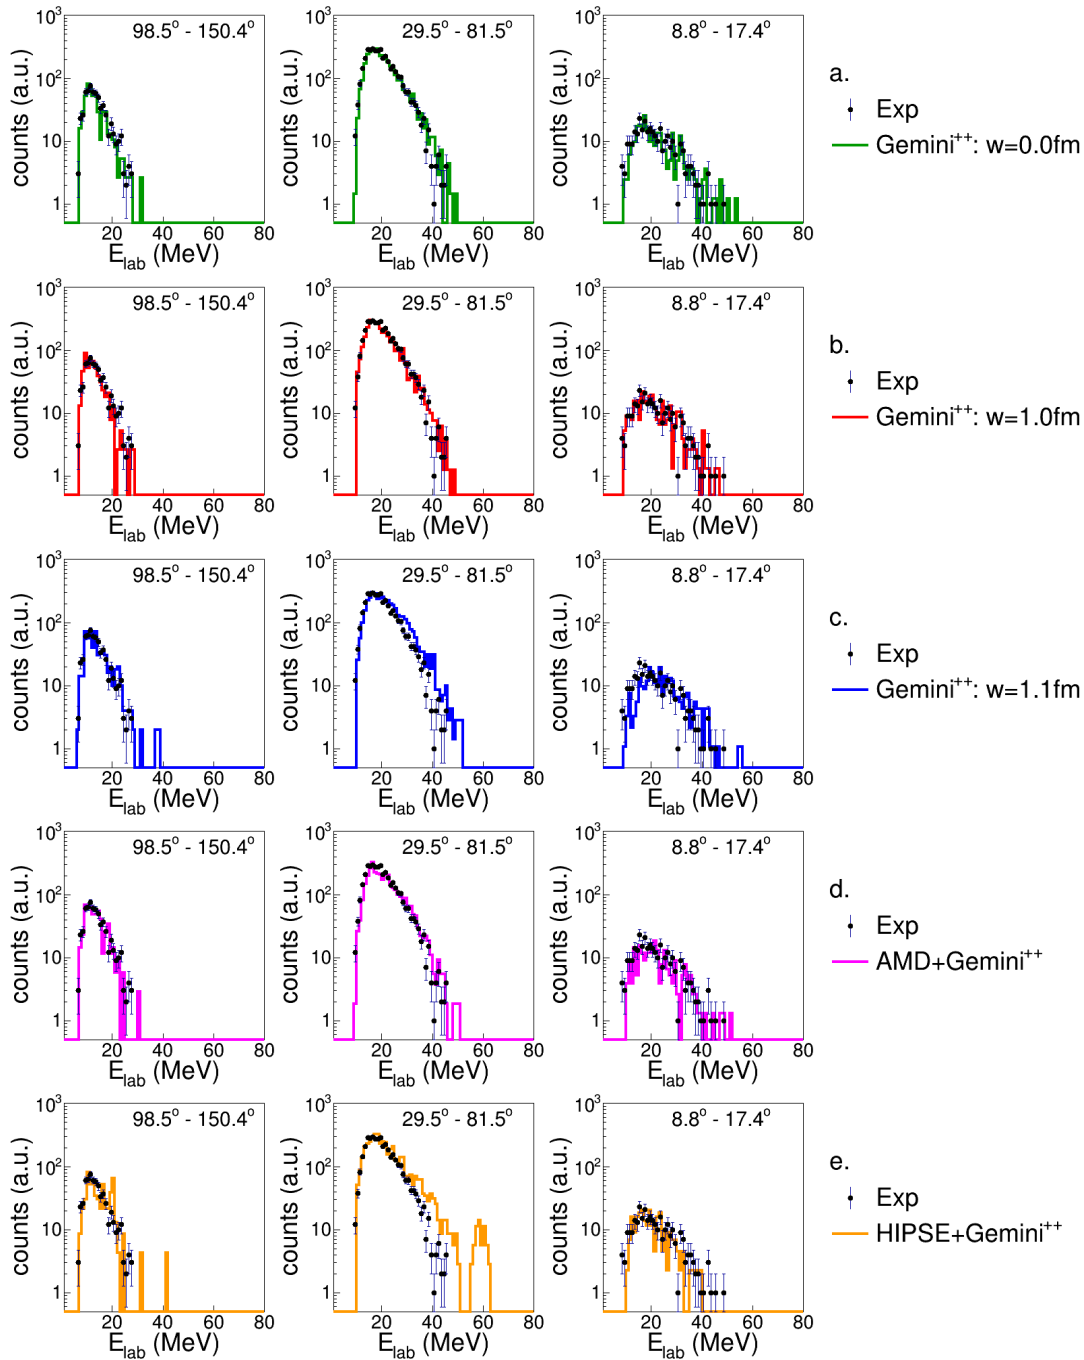 98.5° - 150.4°
29.5° - 81.5°
8.8° - 17.4°
counts (a.u.)
counts (a.u.)
counts (a.u.)
10³
10²
10
1
10³
10²
10
1
10³
10²
10
1
20 40 60 80
20 40 60 80
20 40 60 80
E_lab (MeV)
E_lab (MeV)
E_lab (MeV)
a.
Exp
Gemini⁺⁺: w=0.0fm
98.5° - 150.4°
29.5° - 81.5°
8.8° - 17.4°
counts (a.u.)
counts (a.u.)
counts (a.u.)
10³
10²
10
1
10³
10²
10
1
10³
10²
10
1
20 40 60 80
20 40 60 80
20 40 60 80
E_lab (MeV)
E_lab (MeV)
E_lab (MeV)
b.
Exp
Gemini⁺⁺: w=1.0fm
98.5° - 150.4°
29.5° - 81.5°
8.8° - 17.4°
counts (a.u.)
counts (a.u.)
counts (a.u.)
10³
10²
10
1
10³
10²
10
1
10³
10²
10
1
20 40 60 80
20 40 60 80
20 40 60 80
E_lab (MeV)
E_lab (MeV)
E_lab (MeV)
c.
Exp
Gemini⁺⁺: w=1.1fm
98.5° - 150.4°
29.5° - 81.5°
8.8° - 17.4°
counts (a.u.)
counts (a.u.)
counts (a.u.)
10³
10²
10
1
10³
10²
10
1
10³
10²
10
1
20 40 60 80
20 40 60 80
20 40 60 80
E_lab (MeV)
E_lab (MeV)
E_lab (MeV)
d.
Exp
AMD+Gemini⁺⁺
98.5° - 150.4°
29.5° - 81.5°
8.8° - 17.4°
counts (a.u.)
counts (a.u.)
counts (a.u.)
10³
10²
10
1
10³
10²
10
1
10³
10²
10
1
20 40 60 80
20 40 60 80
20 40 60 80
E_lab (MeV)
E_lab (MeV)
E_lab (MeV)
e.
Exp
HIPSE+Gemini⁺⁺